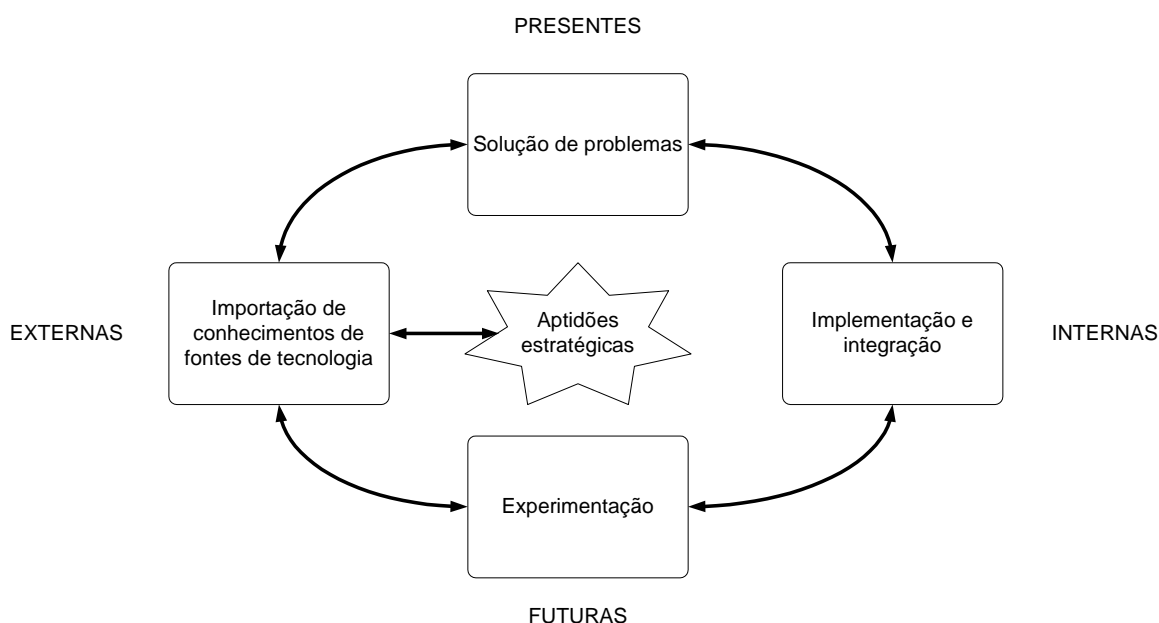 PRESENTES
Solução de problemas
EXTERNAS
Importação de
conhecimentos de
fontes de tecnologia
Aptidões
estratégicas
Implementação e
integração
INTERNAS
Experimentação
FUTURAS